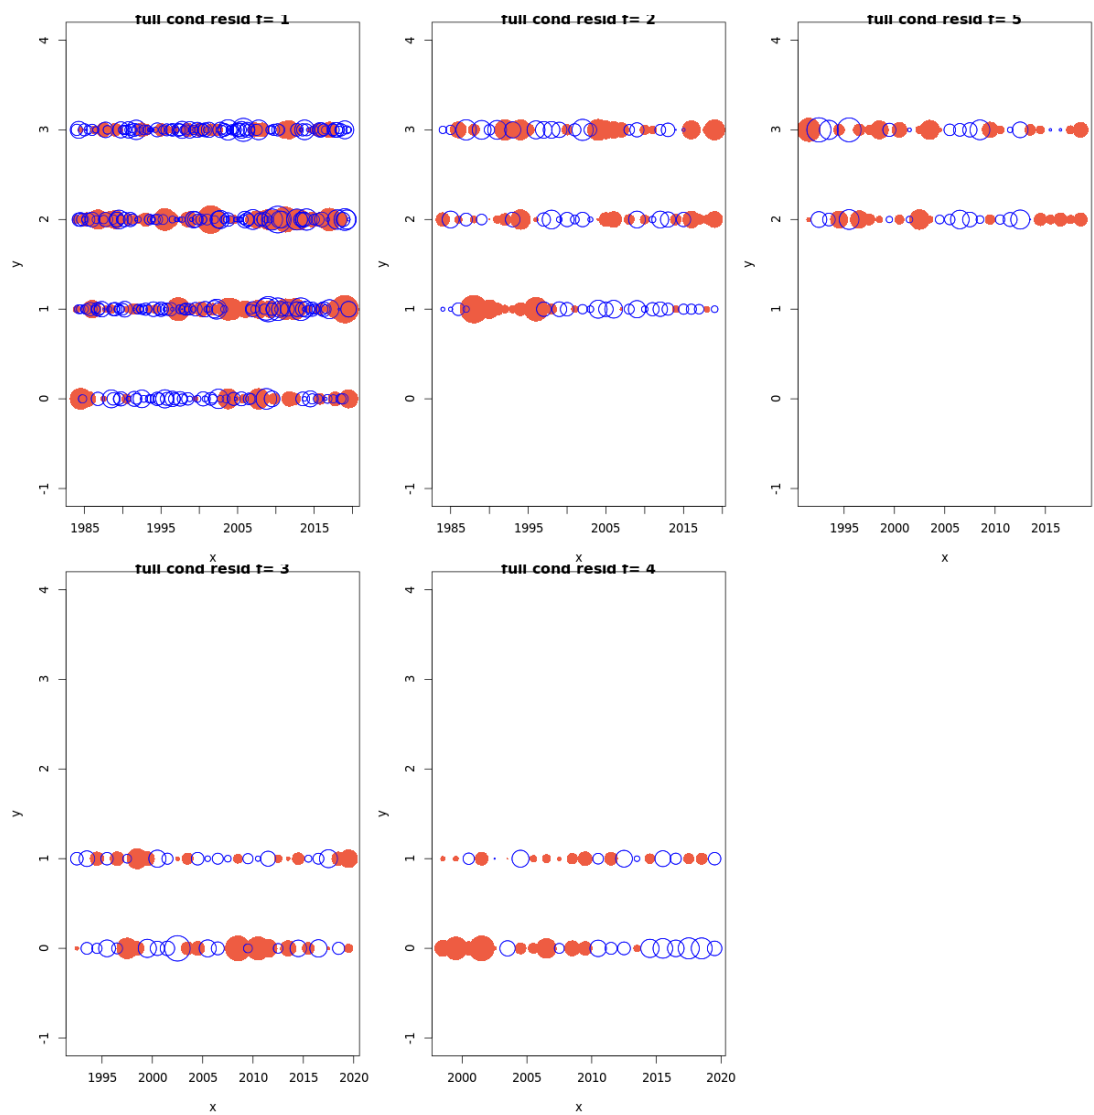 full cond resid f= 1
y
-1 0 1 2 3 4
1985 1995 2005 2015
x
full cond resid f= 2
y
-1 0 1 2 3 4
1985 1995 2005 2015
x
full cond resid f= 5
y
-1 0 1 2 3 4
1995 2000 2005 2010 2015
x
full cond resid f= 3
y
-1 0 1 2 3 4
1995 2000 2005 2010 2015 2020
x
full cond resid f= 4
y
-1 0 1 2 3 4
2000 2005 2010 2015 2020
x